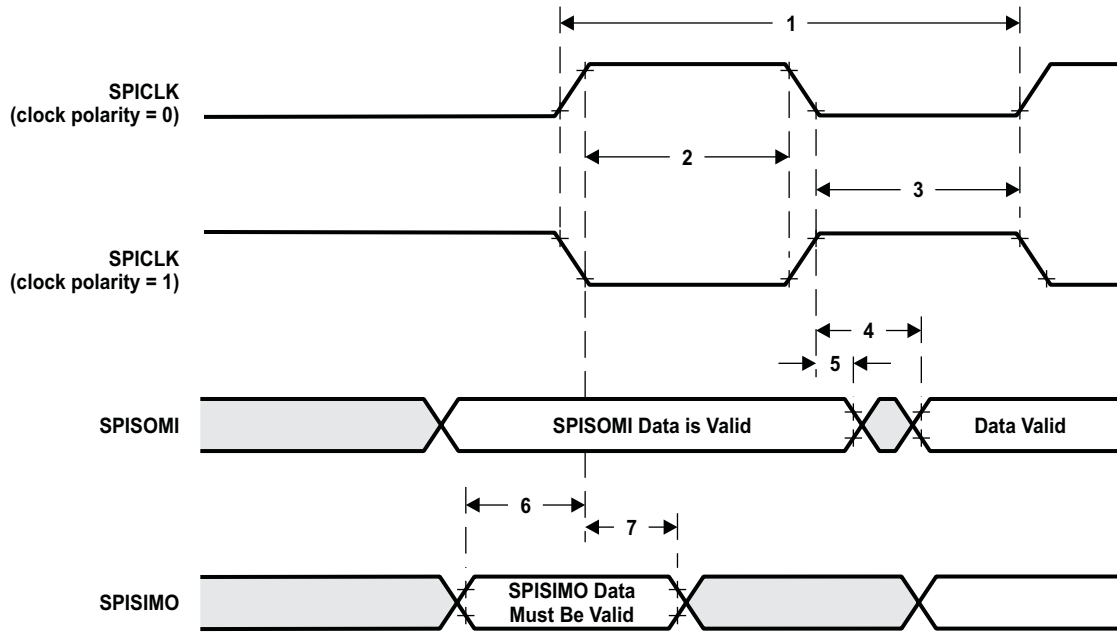 1
SPICLK
(clock polarity = 0)
2
3
SPICLK
(clock polarity = 1)
4
5
SPISOMI
SPISOMI Data is Valid
Data Valid
6
7
SPISIMO
SPISIMO Data
Must Be Valid